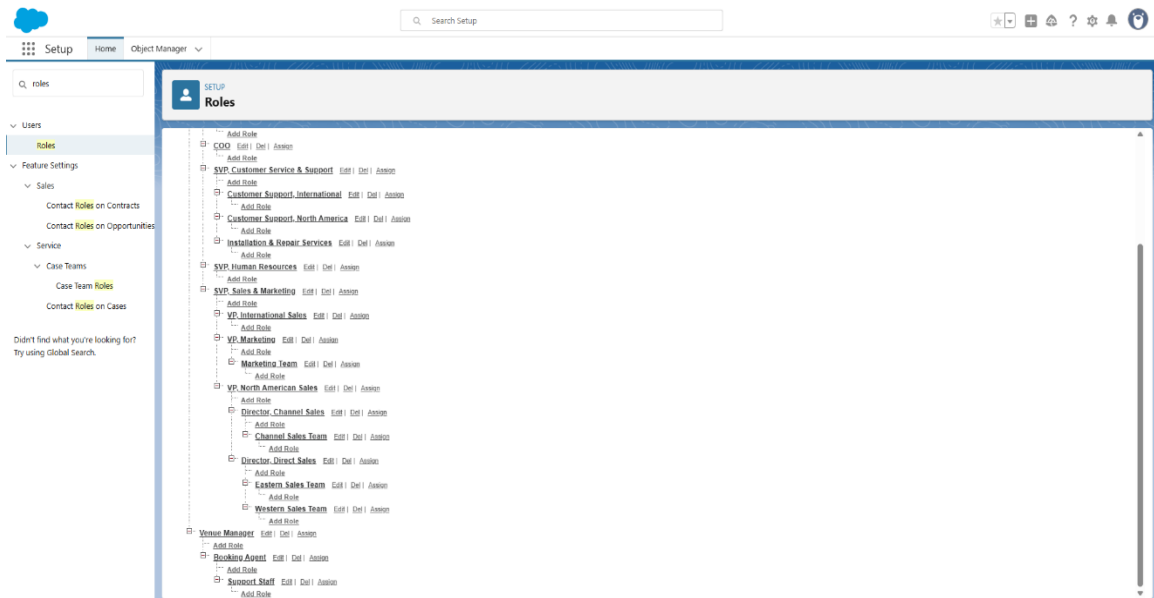 Search Setup
Setup Home Object Manager
roles
Users
Roles
Feature Settings
Sales
Contact Roles on Contracts
Contact Roles on Opportunities
Service
Case Teams
Case Team Roles
Contact Roles on Cases
Didn't find what you're looking for?
Try using Global Search.
SETUP
Roles
Add Role
COO Edit | Del | Assign
Add Role
SVP, Customer Service & Support Edit | Del | Assign
Add Role
Customer Support, International Edit | Del | Assign
Add Role
Customer Support, North America Edit | Del | Assign
Add Role
Installation & Repair Services Edit | Del | Assign
Add Role
SVP, Human Resources Edit | Del | Assign
Add Role
SVP, Sales & Marketing Edit | Del | Assign
Add Role
VP, International Sales Edit | Del | Assign
Add Role
VP, Marketing Edit | Del | Assign
Add Role
Marketing Team Edit | Del | Assign
Add Role
VP, North American Sales Edit | Del | Assign
Add Role
Director, Channel Sales Edit | Del | Assign
Add Role
Channel Sales Team Edit | Del | Assign
Add Role
Director, Direct Sales Edit | Del | Assign
Add Role
Eastern Sales Team Edit | Del | Assign
Add Role
Western Sales Team Edit | Del | Assign
Add Role
Venue Manager Edit | Del | Assign
Add Role
Booking Agent Edit | Del | Assign
Add Role
Support Staff Edit | Del | Assign
Add Role